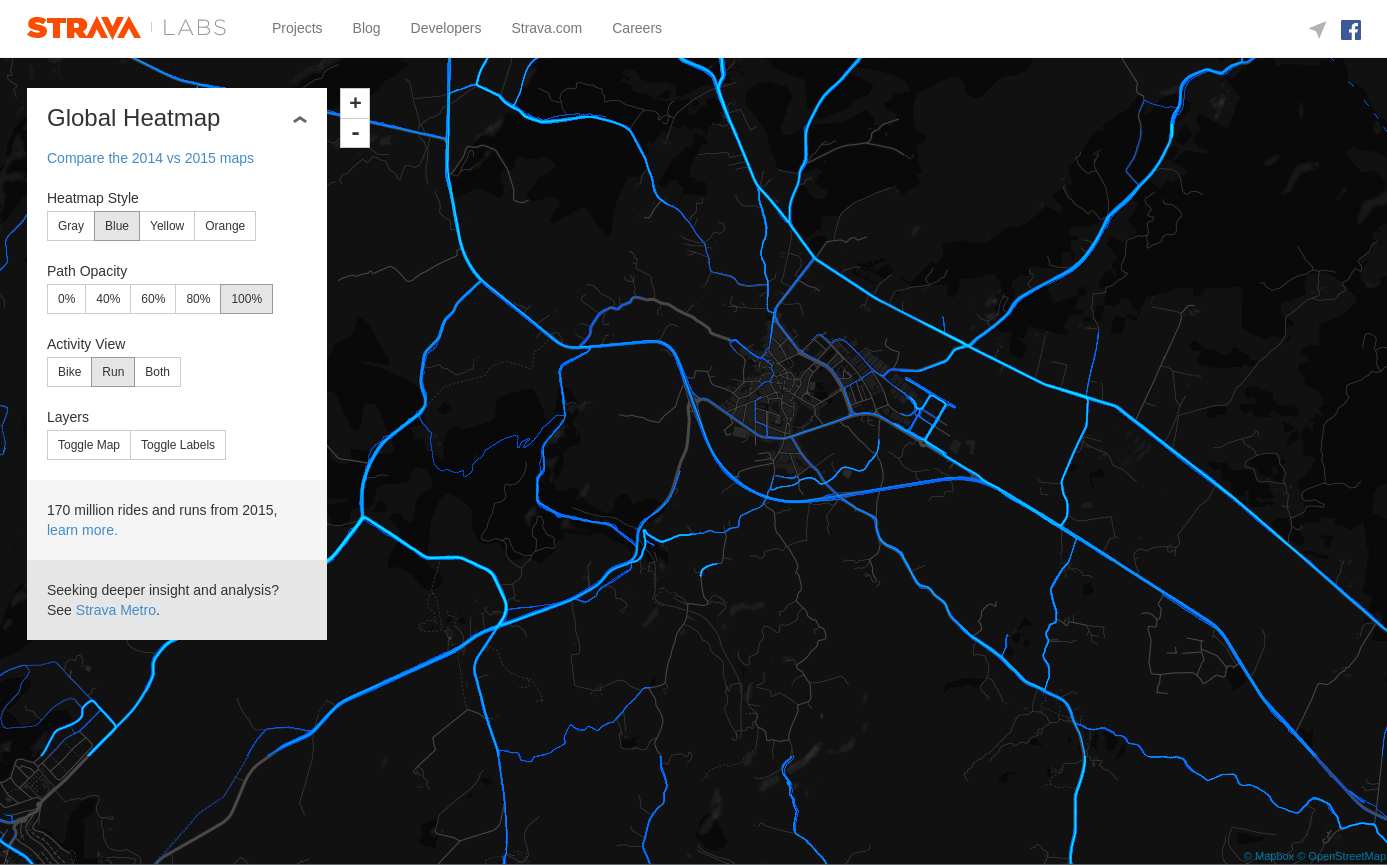 STRAVA | LABS
Projects Blog Developers Strava.com Careers
+
-
Global Heatmap
Compare the 2014 vs 2015 maps
Heatmap Style
Gray Blue Yellow Orange
Path Opacity
0% 40% 60% 80% 100%
Activity View
Bike Run Both
Layers
Toggle Map Toggle Labels
170 million rides and runs from 2015,
learn more.
Seeking deeper insight and analysis?
See Strava Metro.
© Mapbox © OpenStreetMap